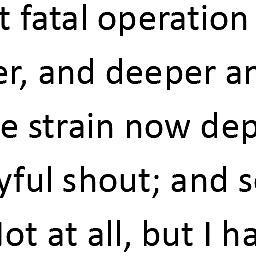 t fatal operation
er, and deeper an
e strain now dep
yful shout; and s
Not at all, but I ha